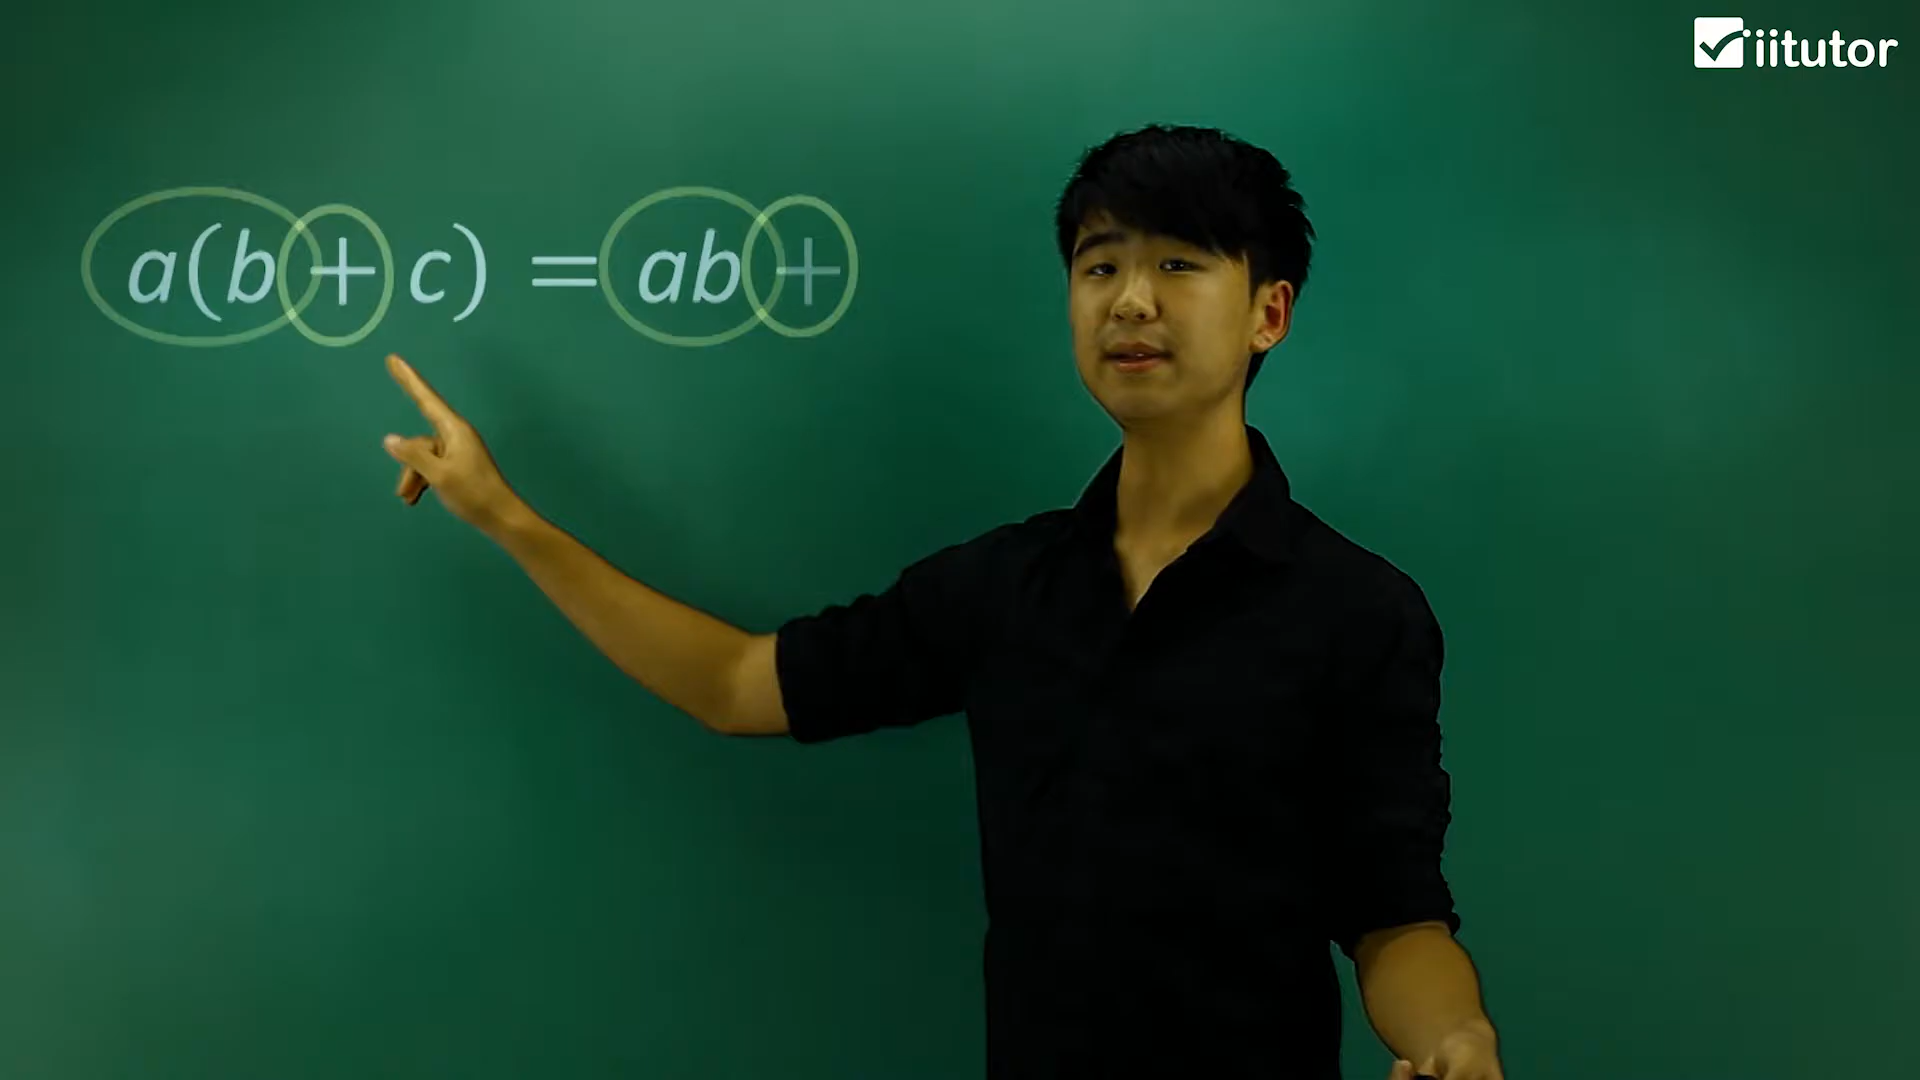 iitutor
a(b + c) = ab +